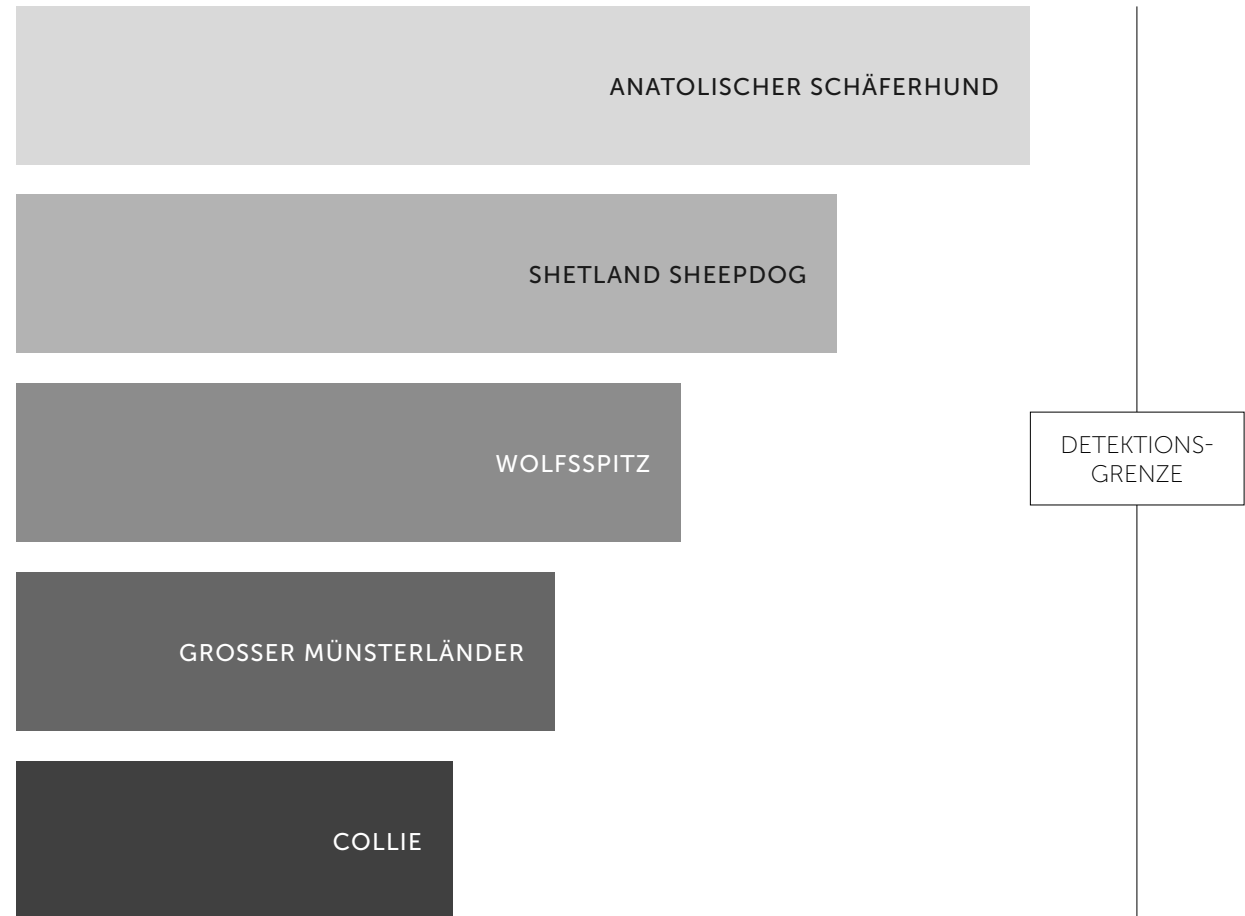 ANATOLISCHER SCHÄFERHUND
SHETLAND SHEEPDOG
WOLFSSPITZ
DETEKTIONS-
GRENZE
GROSSER MÜNSTERLÄNDER
COLLIE